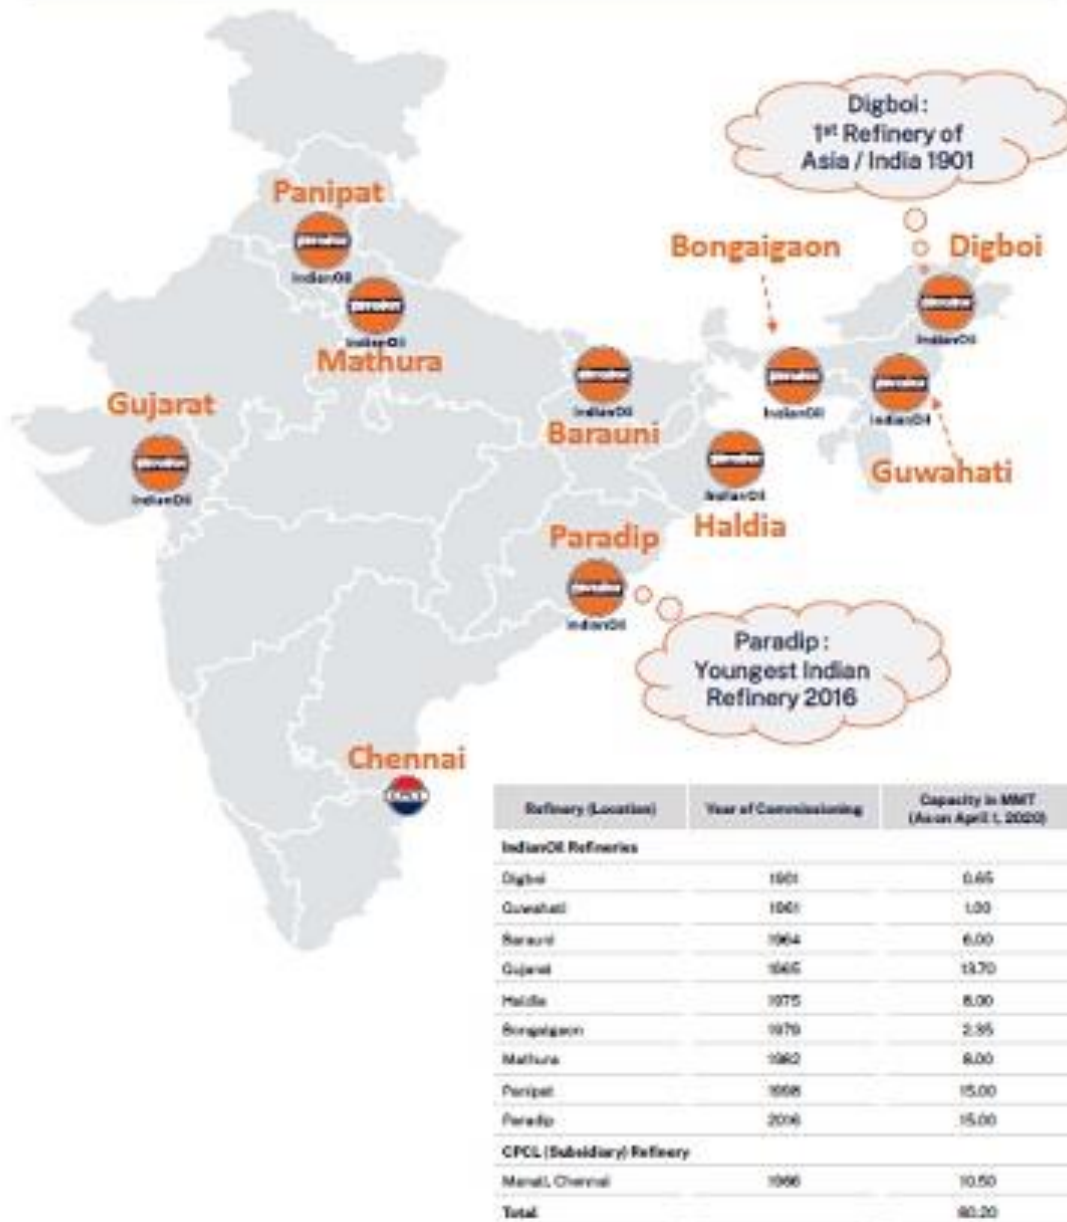 Digboi :
1st Refinery of
Asia / India 1901
Panipat
IndianOil
Bongaigaon
Digboi
IndianOil
Mathura
IndianOil
Gujarat
IndianOil
Barauni
IndianOil
IndianOil
IndianOil
Guwahati
IndianOil
Haldia
Paradip
IndianOil
Paradip :
Youngest Indian
Refinery 2016
Chennai
CPCL
Refinery (Location) Year of Commissioning Capacity in MMT
(As on April 1, 2020)
IndianOil Refineries
Digboi 1901 0.65
Guwahati 1.00
Barauni 1964 6.00
Gujarat 1965 13.70
Haldia 1975 8.00
Bongaigaon 1979 2.35
Mathura 1982 8.00
Panipat 1998 15.00
Paradip 2016 15.00
CPCL (Subsidiary) Refinery
Manali, Chennai 10.50
Total 80.20